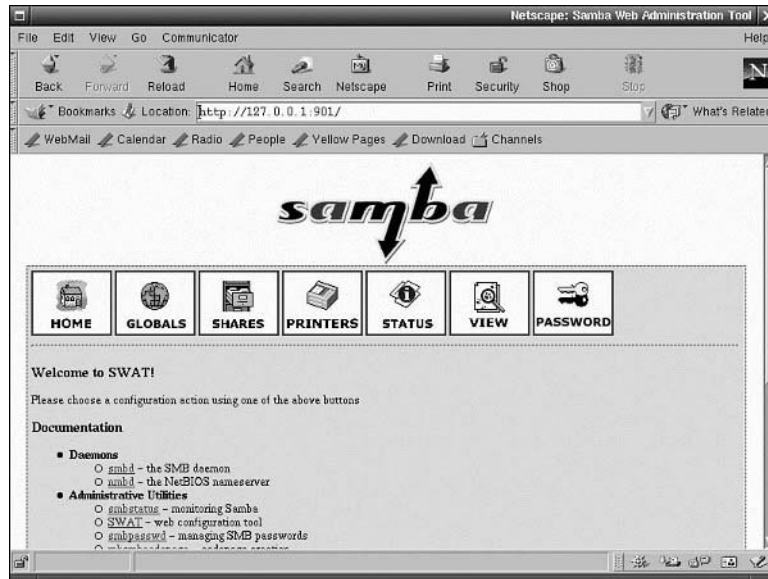 Netscape: Samba Web Administration Tool
File Edit View Go Communicator Help
Back Forward Reload Home Search Netscape Print Security Shop Stop
N
Bookmarks Location: http://127.0.0.1:901/ What's Relate
WebMail Calendar Radio People Yellow Pages Download Channels
samba
HOME GLOBALS SHARES PRINTERS STATUS VIEW PASSWORD
Welcome to SWAT!
Please choose a configuration action using one of the above buttons
Documentation
Daemons
smbd - the SMB daemon
nmbd - the NetBIOS nameserver
Administrative Utilities
smbstatus - monitoring Samba
SWAT - web configuration tool
smbpasswd - managing SMB passwords